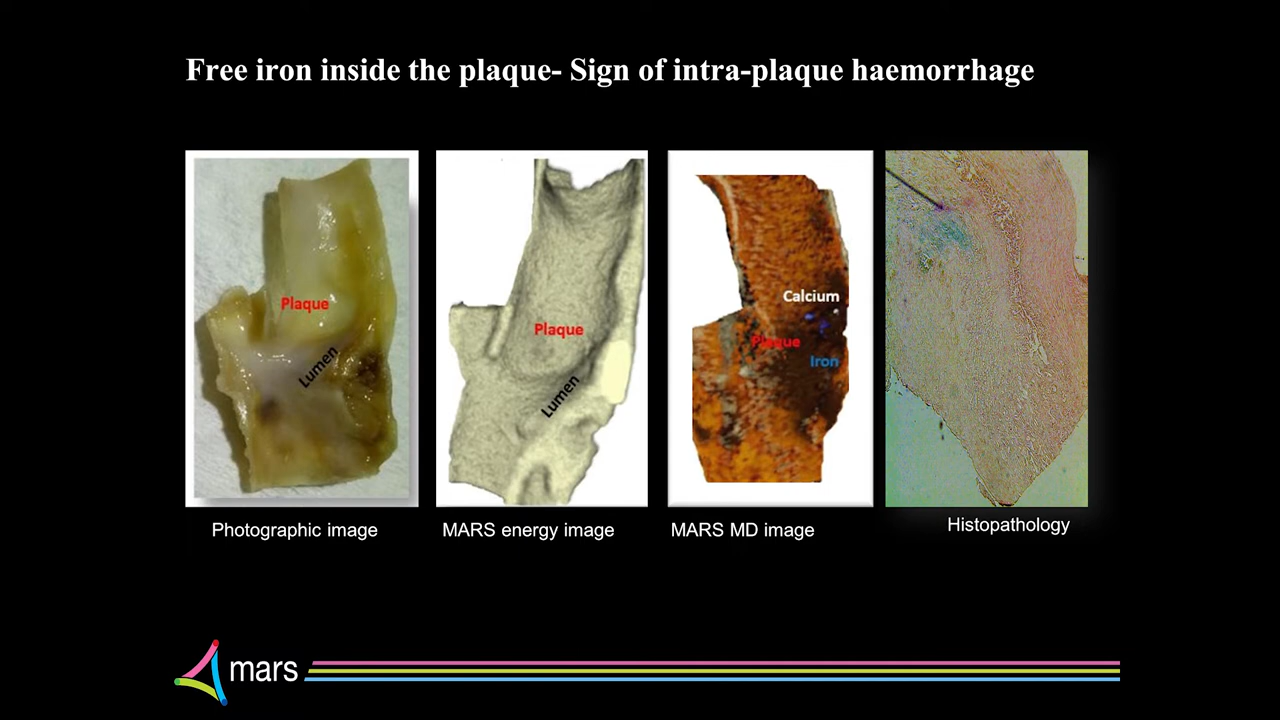 Free iron inside the plaque- Sign of intra-plaque haemorrhage
Plaque
Lumen
Plaque
Lumen
Calcium
Plaque
Iron
Photographic image
MARS energy image
MARS MD image
Histopathology
mars